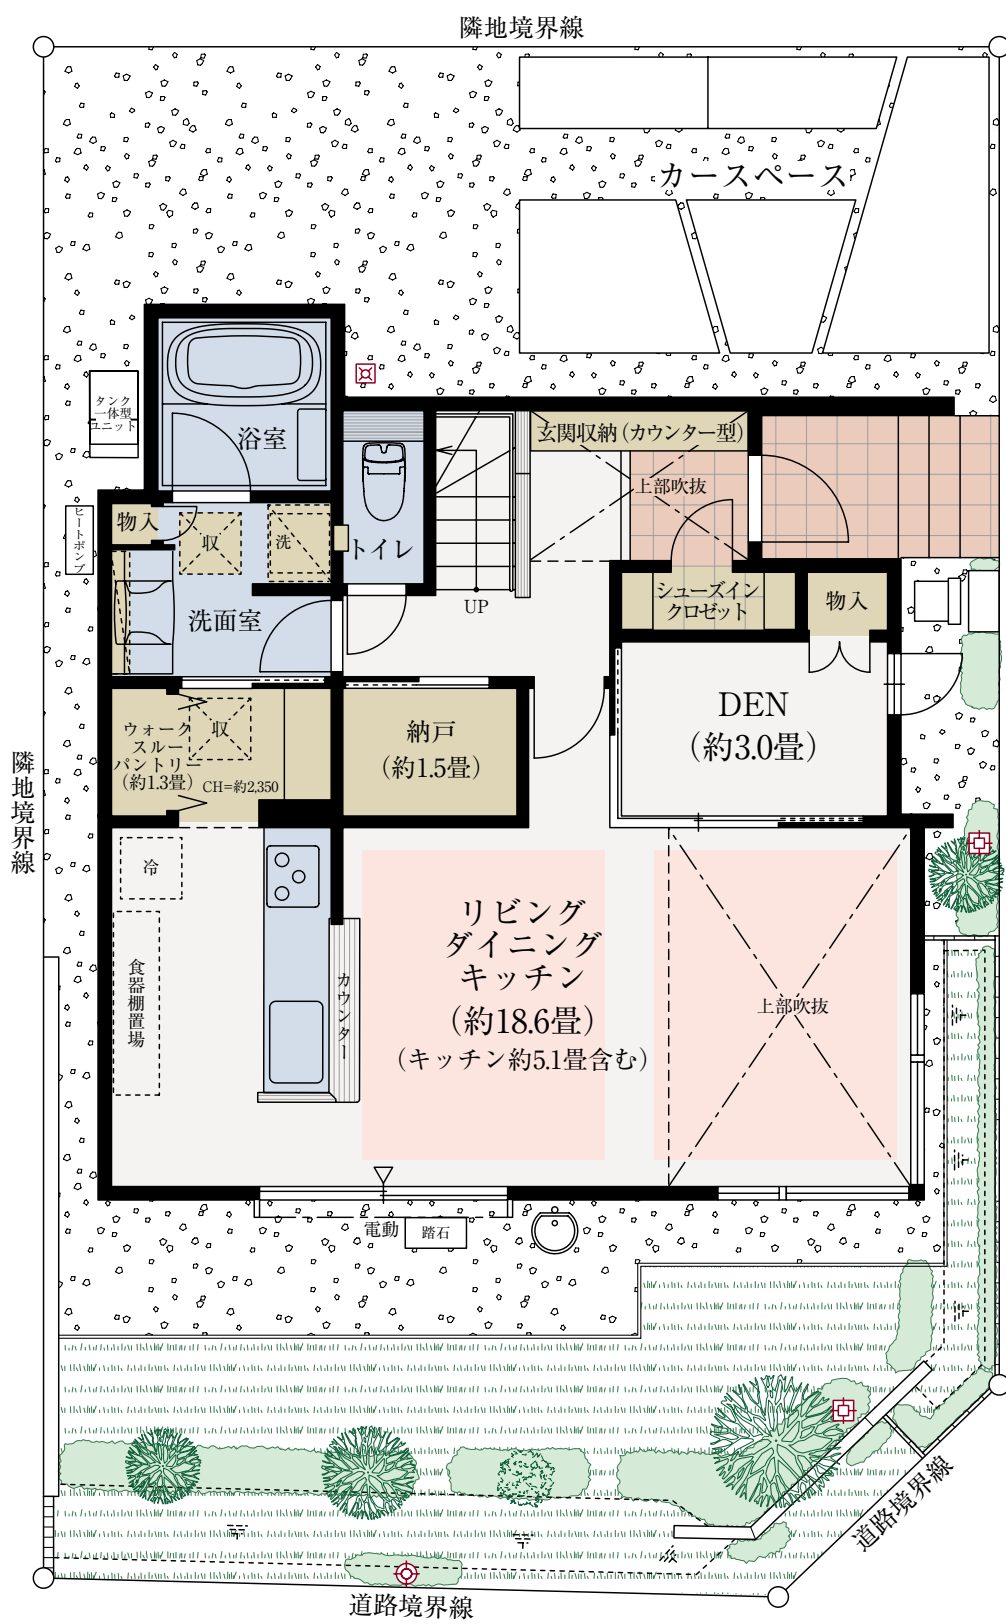 隣地境界線
カースペース
タンク
一体型
ユニット
浴室
玄関収納（カウンター型）
上部吹抜
ヒートポンプ
物入
収
洗
トイレ
シューズイン
クロゼット
物入
UP
洗面室
DEN
（約3.0畳）
ウォーク
スルー
パントリー
（約1.3畳）
収
CH=約2,350
納戸
（約1.5畳）
隣地境界線
冷
食器棚置場
カウンター
リビング
ダイニング
キッチン
（約18.6畳）
（キッチン約5.1畳含む）
上部吹抜
電動
踏石
道路境界線
道路境界線